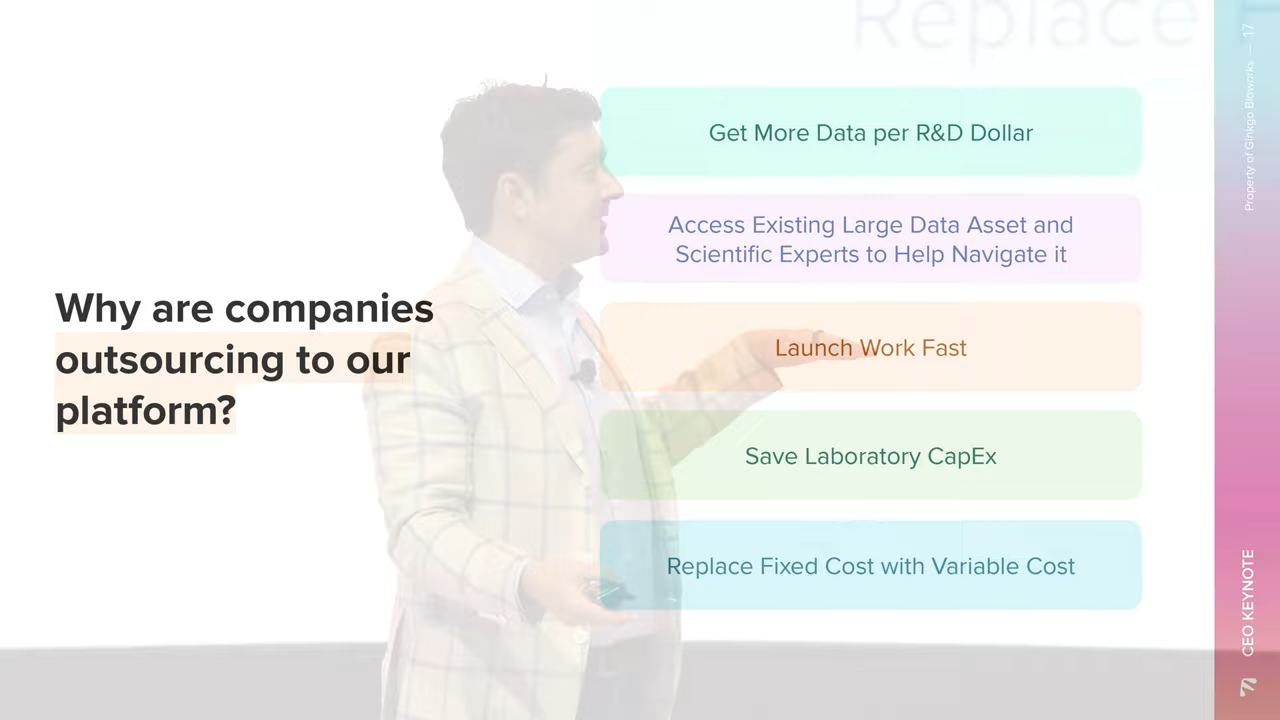 Replace
Why are companies
outsourcing to our
platform?
Get More Data per R&D Dollar
Access Existing Large Data Asset and
Scientific Experts to Help Navigate it
Launch Work Fast
Save Laboratory CapEx
Replace Fixed Cost with Variable Cost
Property of Ginkgo Bioworks — 17
CEO KEYNOTE